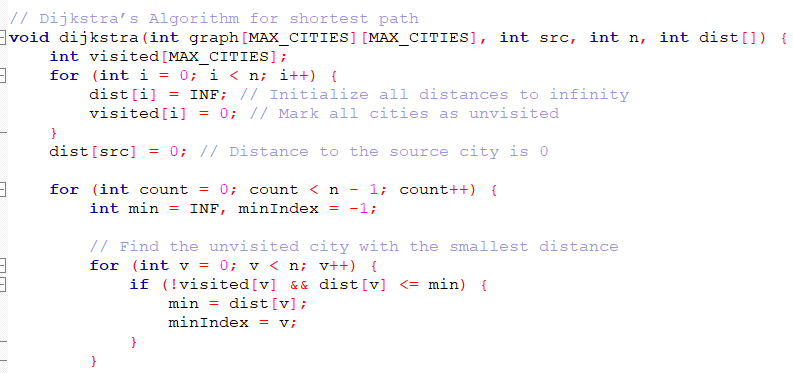 // Dijkstra’s Algorithm for shortest path
void dijkstra(int graph[MAX_CITIES][MAX_CITIES], int src, int n, int dist[]) {
    int visited[MAX_CITIES];
    for (int i = 0; i < n; i++) {
        dist[i] = INF; // Initialize all distances to infinity
        visited[i] = 0; // Mark all cities as unvisited
    }
    dist[src] = 0; // Distance to the source city is 0

    for (int count = 0; count < n - 1; count++) {
        int min = INF, minIndex = -1;

        // Find the unvisited city with the smallest distance
        for (int v = 0; v < n; v++) {
            if (!visited[v] && dist[v] <= min) {
                min = dist[v];
                minIndex = v;
            }
        }